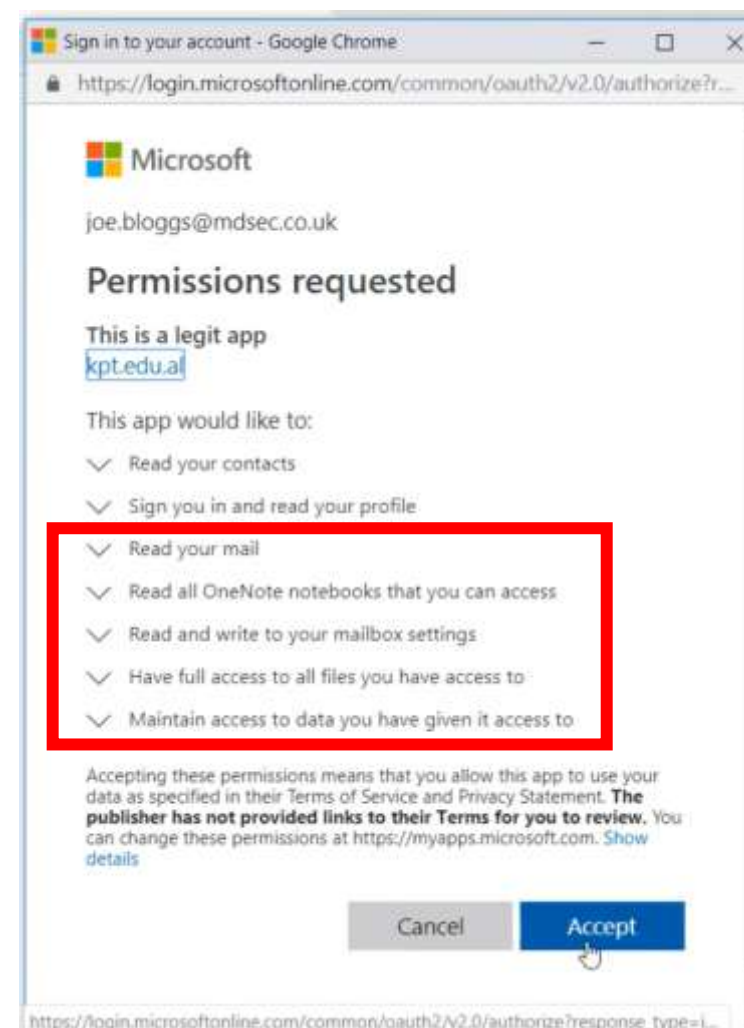 Sign in to your account - Google Chrome
https://login.microsoftonline.com/common/oauth2/v2.0/authorize?r...
Microsoft
joe.bloggs@mdsec.co.uk
Permissions requested
This is a legit app
kpt.edu.al
This app would like to:
Read your contacts
Sign you in and read your profile
Read your mail
Read all OneNote notebooks that you can access
Read and write to your mailbox settings
Have full access to all files you have access to
Maintain access to data you have given it access to
Accepting these permissions means that you allow this app to use your
data as specified in their Terms of Service and Privacy Statement. The
publisher has not provided links to their Terms for you to review. You
can change these permissions at https://myapps.microsoft.com. Show
details
Cancel Accept
https://login.microsoftonline.com/common/oauth2/v2.0/authorize?response_type=i...